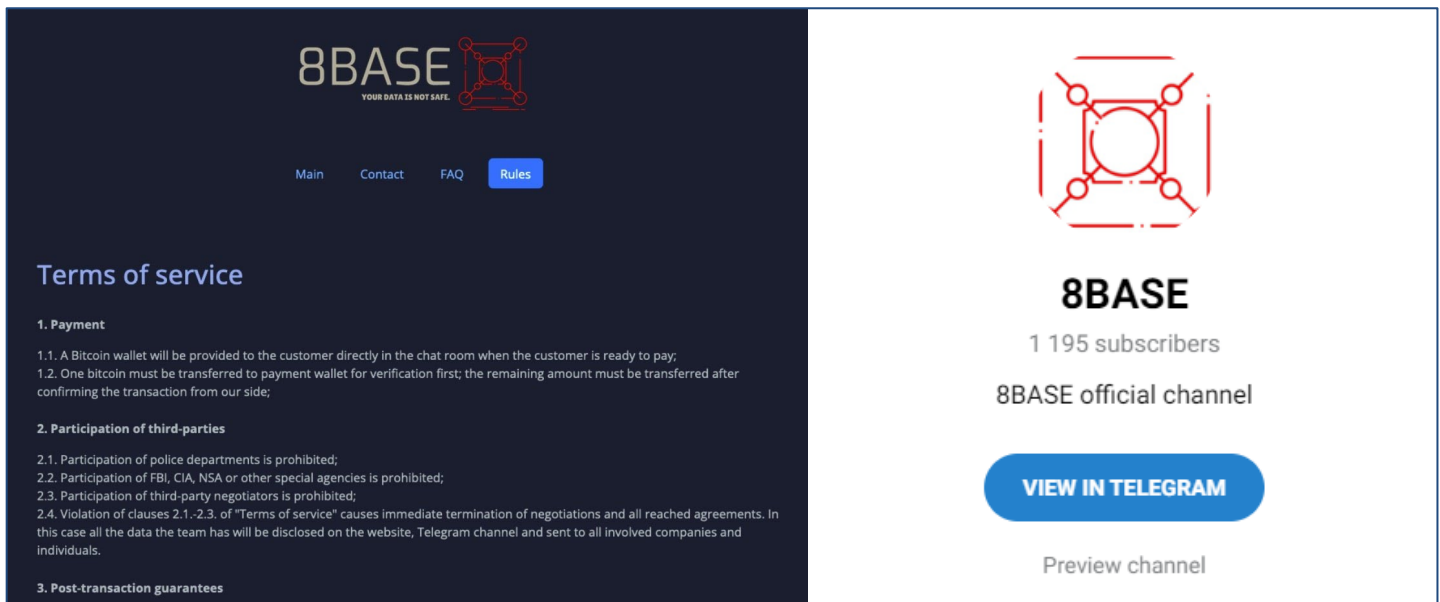 8BASE
YOUR DATA IS NOT SAFE.
Main Contact FAQ Rules
Terms of service
1. Payment
1.1. A Bitcoin wallet will be provided to the customer directly in the chat room when the customer is ready to pay;
1.2. One bitcoin must be transferred to payment wallet for verification first; the remaining amount must be transferred after
confirming the transaction from our side;
2. Participation of third-parties
2.1. Participation of police departments is prohibited;
2.2. Participation of FBI, CIA, NSA or other special agencies is prohibited;
2.3. Participation of third-party negotiators is prohibited;
2.4. Violation of clauses 2.1.-2.3. of "Terms of service" causes immediate termination of negotiations and all reached agreements. In
this case all the data the team has will be disclosed on the website, Telegram channel and sent to all involved companies and
individuals.
3. Post-transaction guarantees
8BASE
1 195 subscribers
8BASE official channel
VIEW IN TELEGRAM
Preview channel